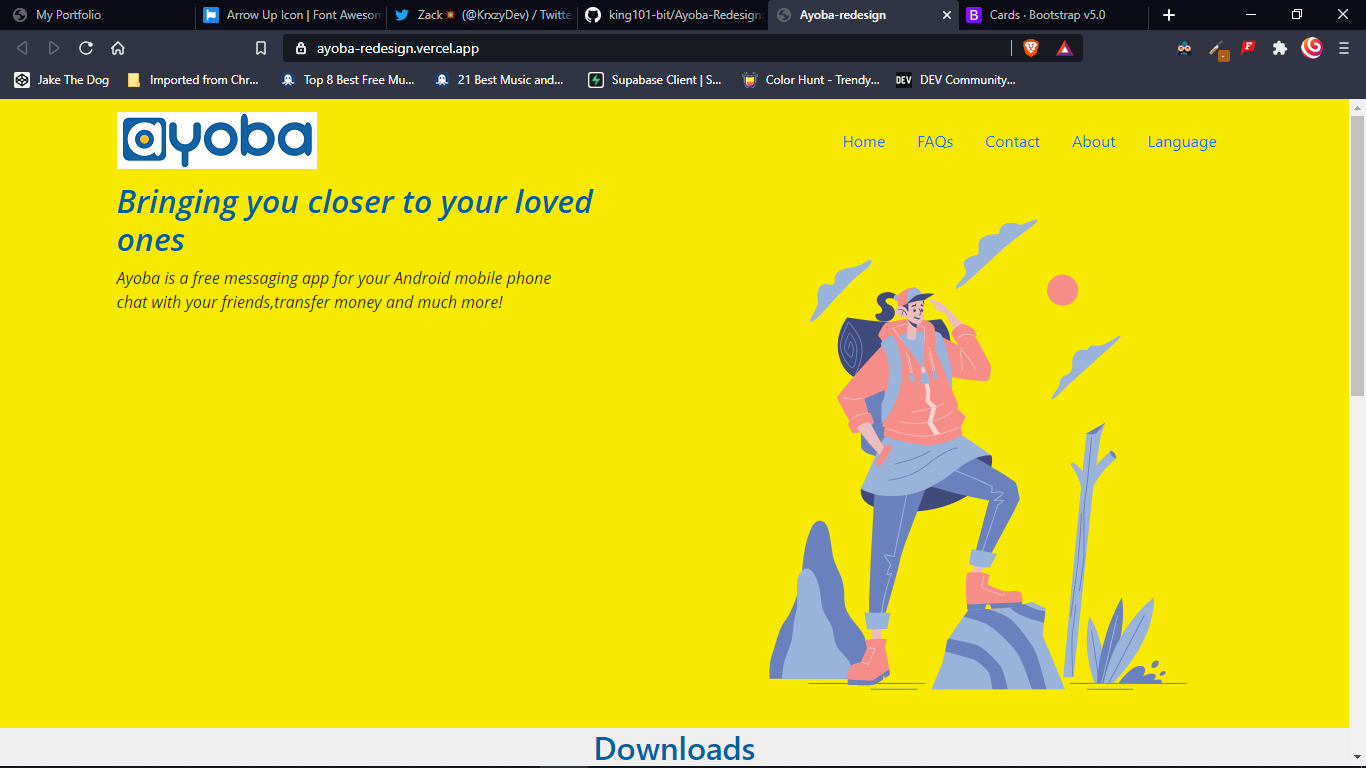 My Portfolio
Arrow Up Icon | Font Awesom
Zack💥 (@KrxzyDev) / Twitte
king101-bit/Ayoba-Redesign:
Ayoba-redesign
Cards · Bootstrap v5.0
ayoba-redesign.vercel.app
Jake The Dog
Imported from Chr...
Top 8 Best Free Mu...
21 Best Music and...
Supabase Client | S...
Color Hunt - Trendy...
DEV
DEV Community...
ayoba
Home
FAQs
Contact
About
Language
Bringing you closer to your loved
ones
Ayoba is a free messaging app for your Android mobile phone
chat with your friends,transfer money and much more!
Downloads